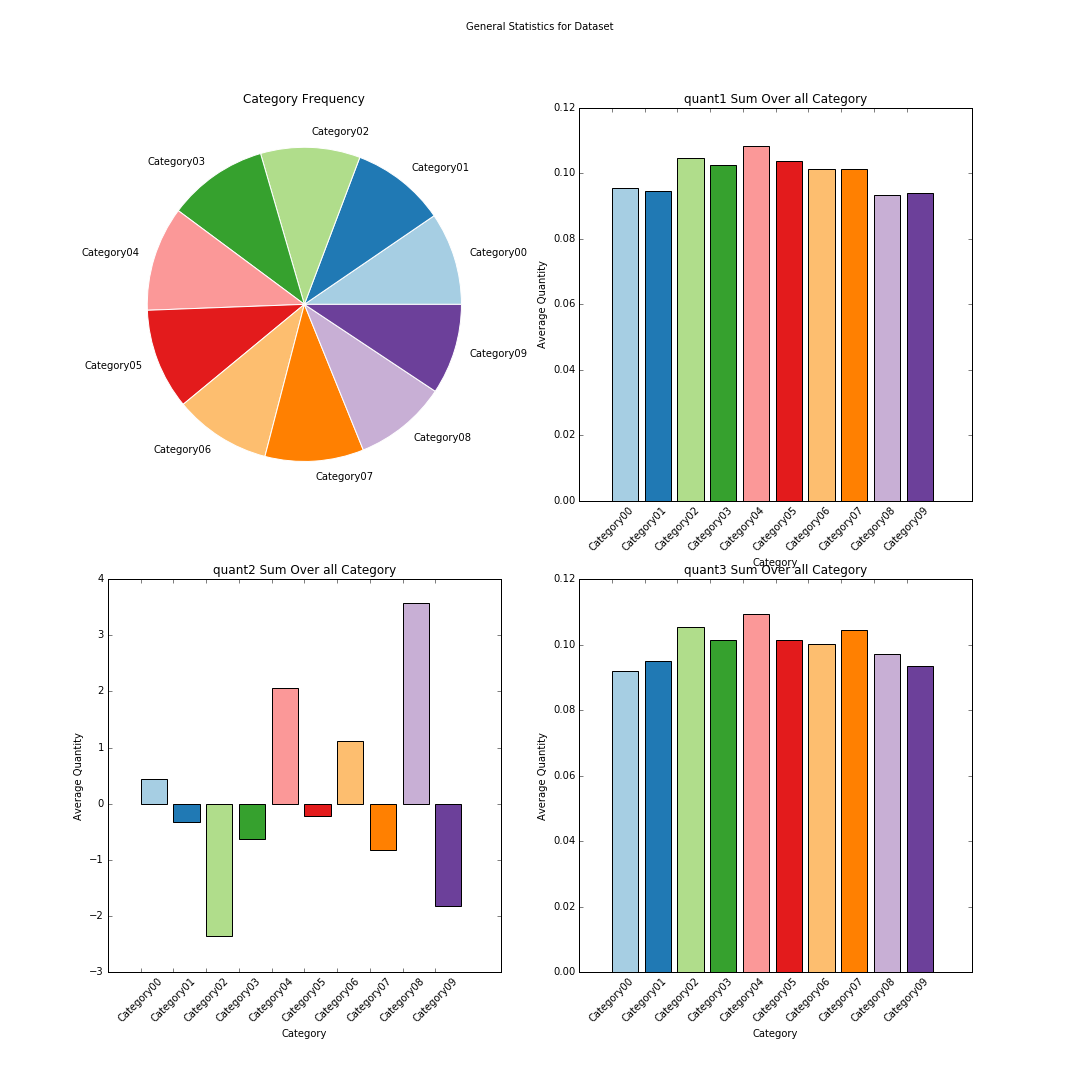 General Statistics for Dataset
Category Frequency
Category02
Category03
Category01
Category04
Category00
Category05
Category09
Category06
Category08
Category07
quant1 Sum Over all Category
0.12
0.10
0.08
0.06
0.04
0.02
0.00
Average Quantity
Category00
Category01
Category02
Category03
Category04
Category05
Category06
Category07
Category08
Category09
Category
quant2 Sum Over all Category
4
3
2
1
0
−1
−2
−3
Average Quantity
Category00
Category01
Category02
Category03
Category04
Category05
Category06
Category07
Category08
Category09
Category
quant3 Sum Over all Category
0.12
0.10
0.08
0.06
0.04
0.02
0.00
Average Quantity
Category00
Category01
Category02
Category03
Category04
Category05
Category06
Category07
Category08
Category09
Category